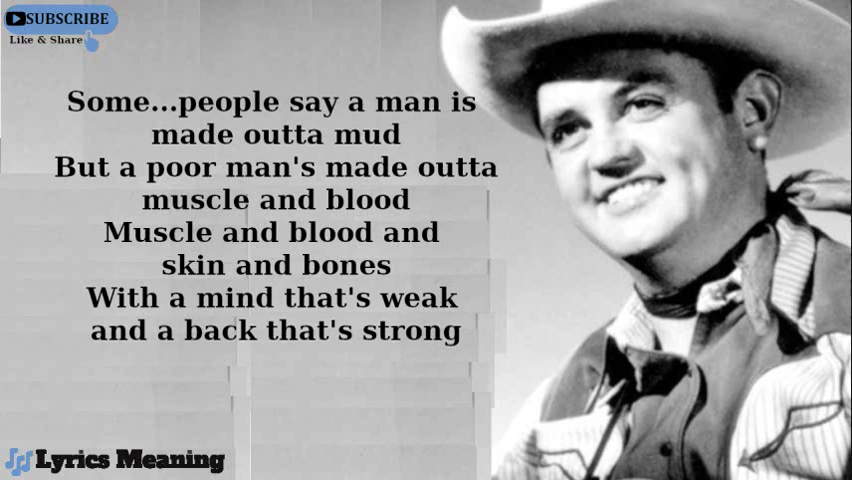 SUBSCRIBE
Like & Share
Some...people say a man is
made outta mud
But a poor man's made outta
muscle and blood
Muscle and blood and
skin and bones
With a mind that's weak
and a back that's strong
Lyrics Meaning